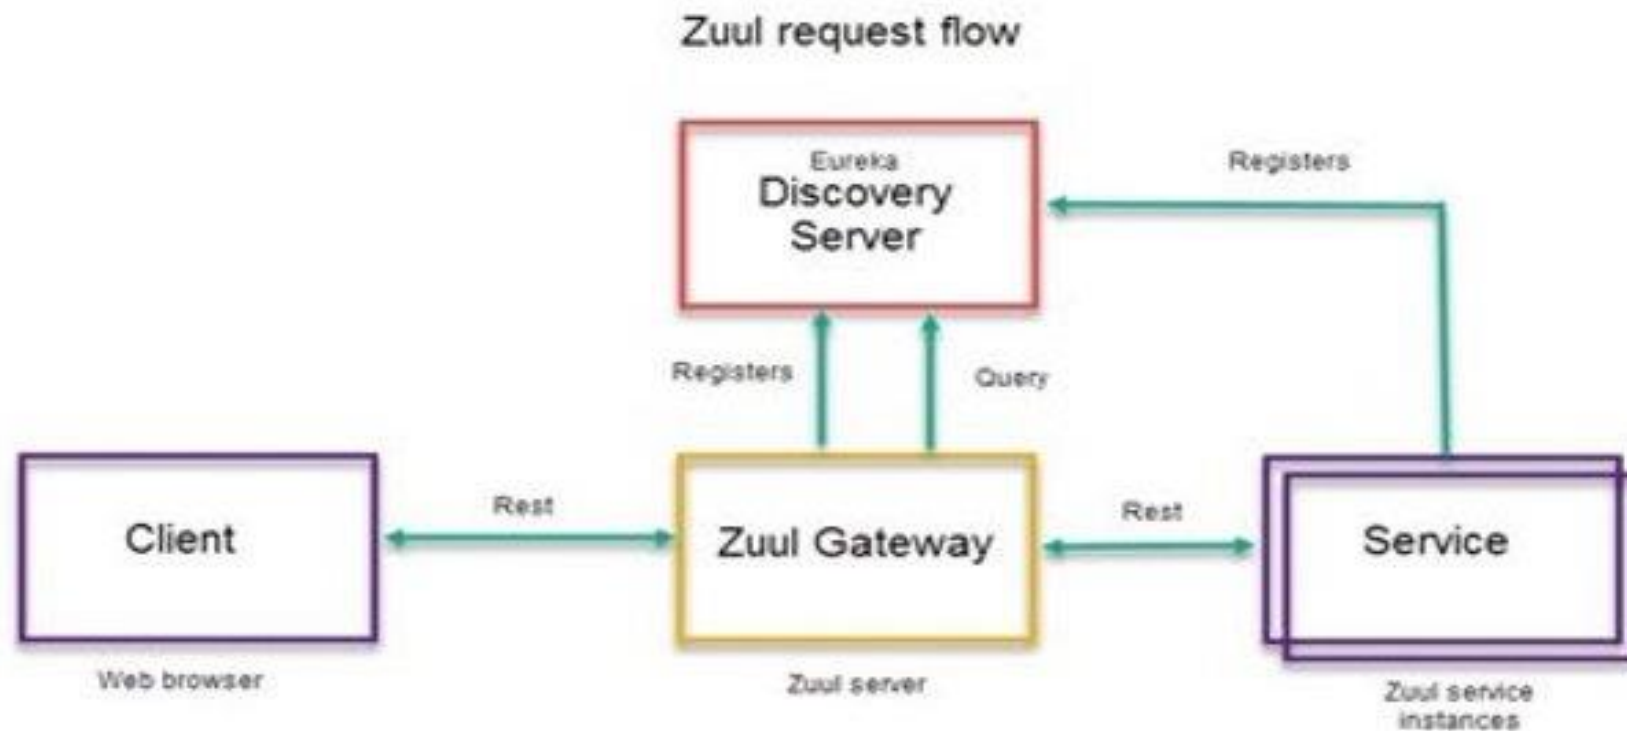 Zuul request flow
Eureka
Discovery
Server
Registers
Registers
Query
Client
Rest
Zuul Gateway
Rest
Service
Web browser
Zuul server
Zuul service
instances